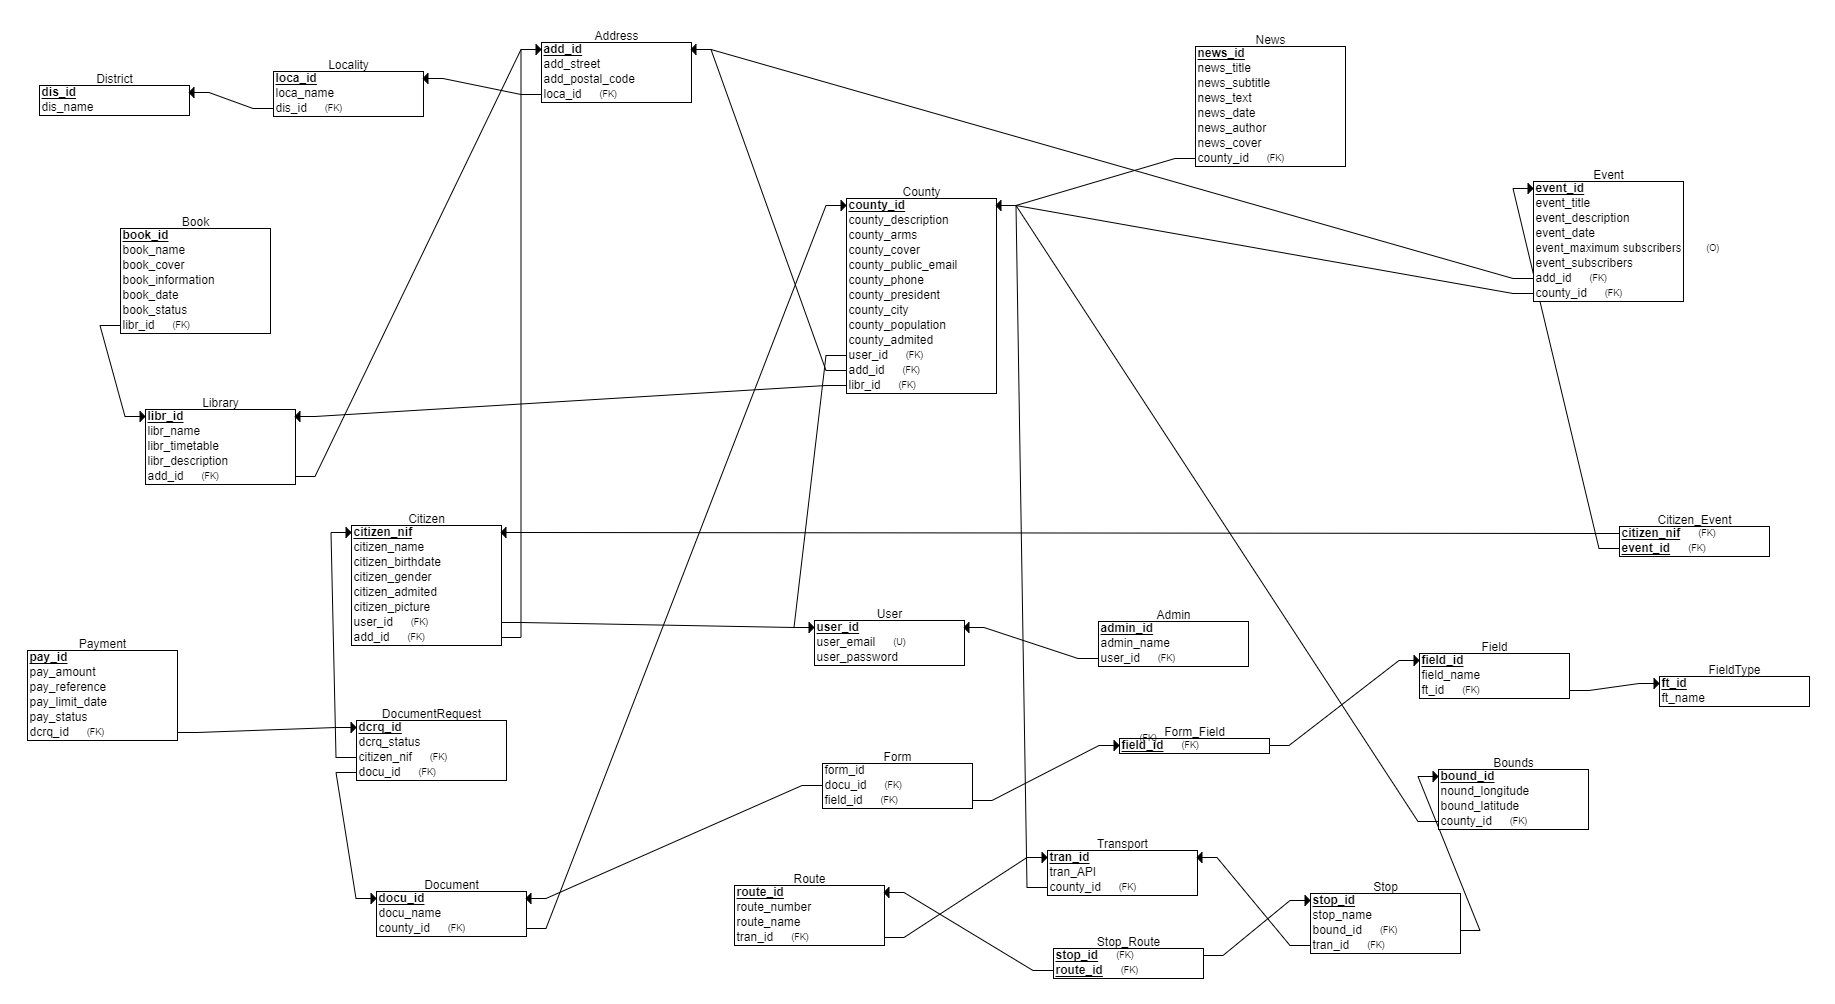 Address
add_id
add_street
add_postal_code
loca_id (FK)
News
news_id
news_title
news_subtitle
news_text
news_date
news_author
news_cover
county_id (FK)
Locality
loca_id
loca_name
dis_id (FK)
District
dis_id
dis_name
Event
event_id
event_title
event_description
event_date
event_maximum subscribers (O)
event_subscribers
add_id (FK)
county_id (FK)
County
county_id
county_description
county_arms
county_cover
county_public_email
county_phone
county_president
county_city
county_population
county_admited
user_id (FK)
add_id (FK)
libr_id (FK)
Book
book_id
book_name
book_cover
book_information
book_date
book_status
libr_id (FK)
Library
libr_id
libr_name
libr_timetable
libr_description
add_id (FK)
Citizen
citizen_nif
citizen_name
citizen_birthdate
citizen_gender
citizen_admited
citizen_picture
user_id (FK)
add_id (FK)
Citizen_Event
citizen_nif (FK)
event_id (FK)
User
user_id
user_email (U)
user_password
Admin
admin_id
admin_name
user_id (FK)
Payment
pay_id
pay_amount
pay_reference
pay_limit_date
pay_status
dcrq_id (FK)
Field
field_id
field_name
ft_id (FK)
FieldType
ft_id
ft_name
DocumentRequest
dcrq_id
dcrq_status
citizen_nif (FK)
docu_id (FK)
Form_Field
(FK)
field_id (FK)
Form
form_id
docu_id (FK)
field_id (FK)
Bounds
bound_id
nound_longitude
bound_latitude
county_id (FK)
Transport
tran_id
tran_API
county_id (FK)
Route
route_id
route_number
route_name
tran_id (FK)
Document
docu_id
docu_name
county_id (FK)
Stop
stop_id
stop_name
bound_id (FK)
tran_id (FK)
Stop_Route
stop_id (FK)
route_id (FK)